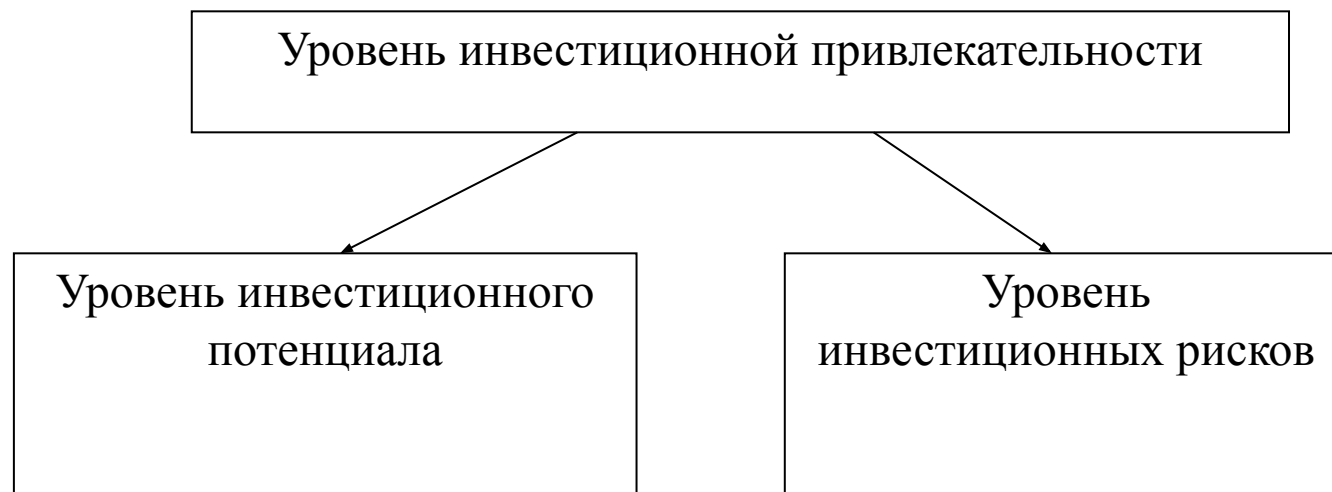 Уровень инвестиционной привлекательности
Уровень инвестиционного
потенциала
Уровень
инвестиционных рисков